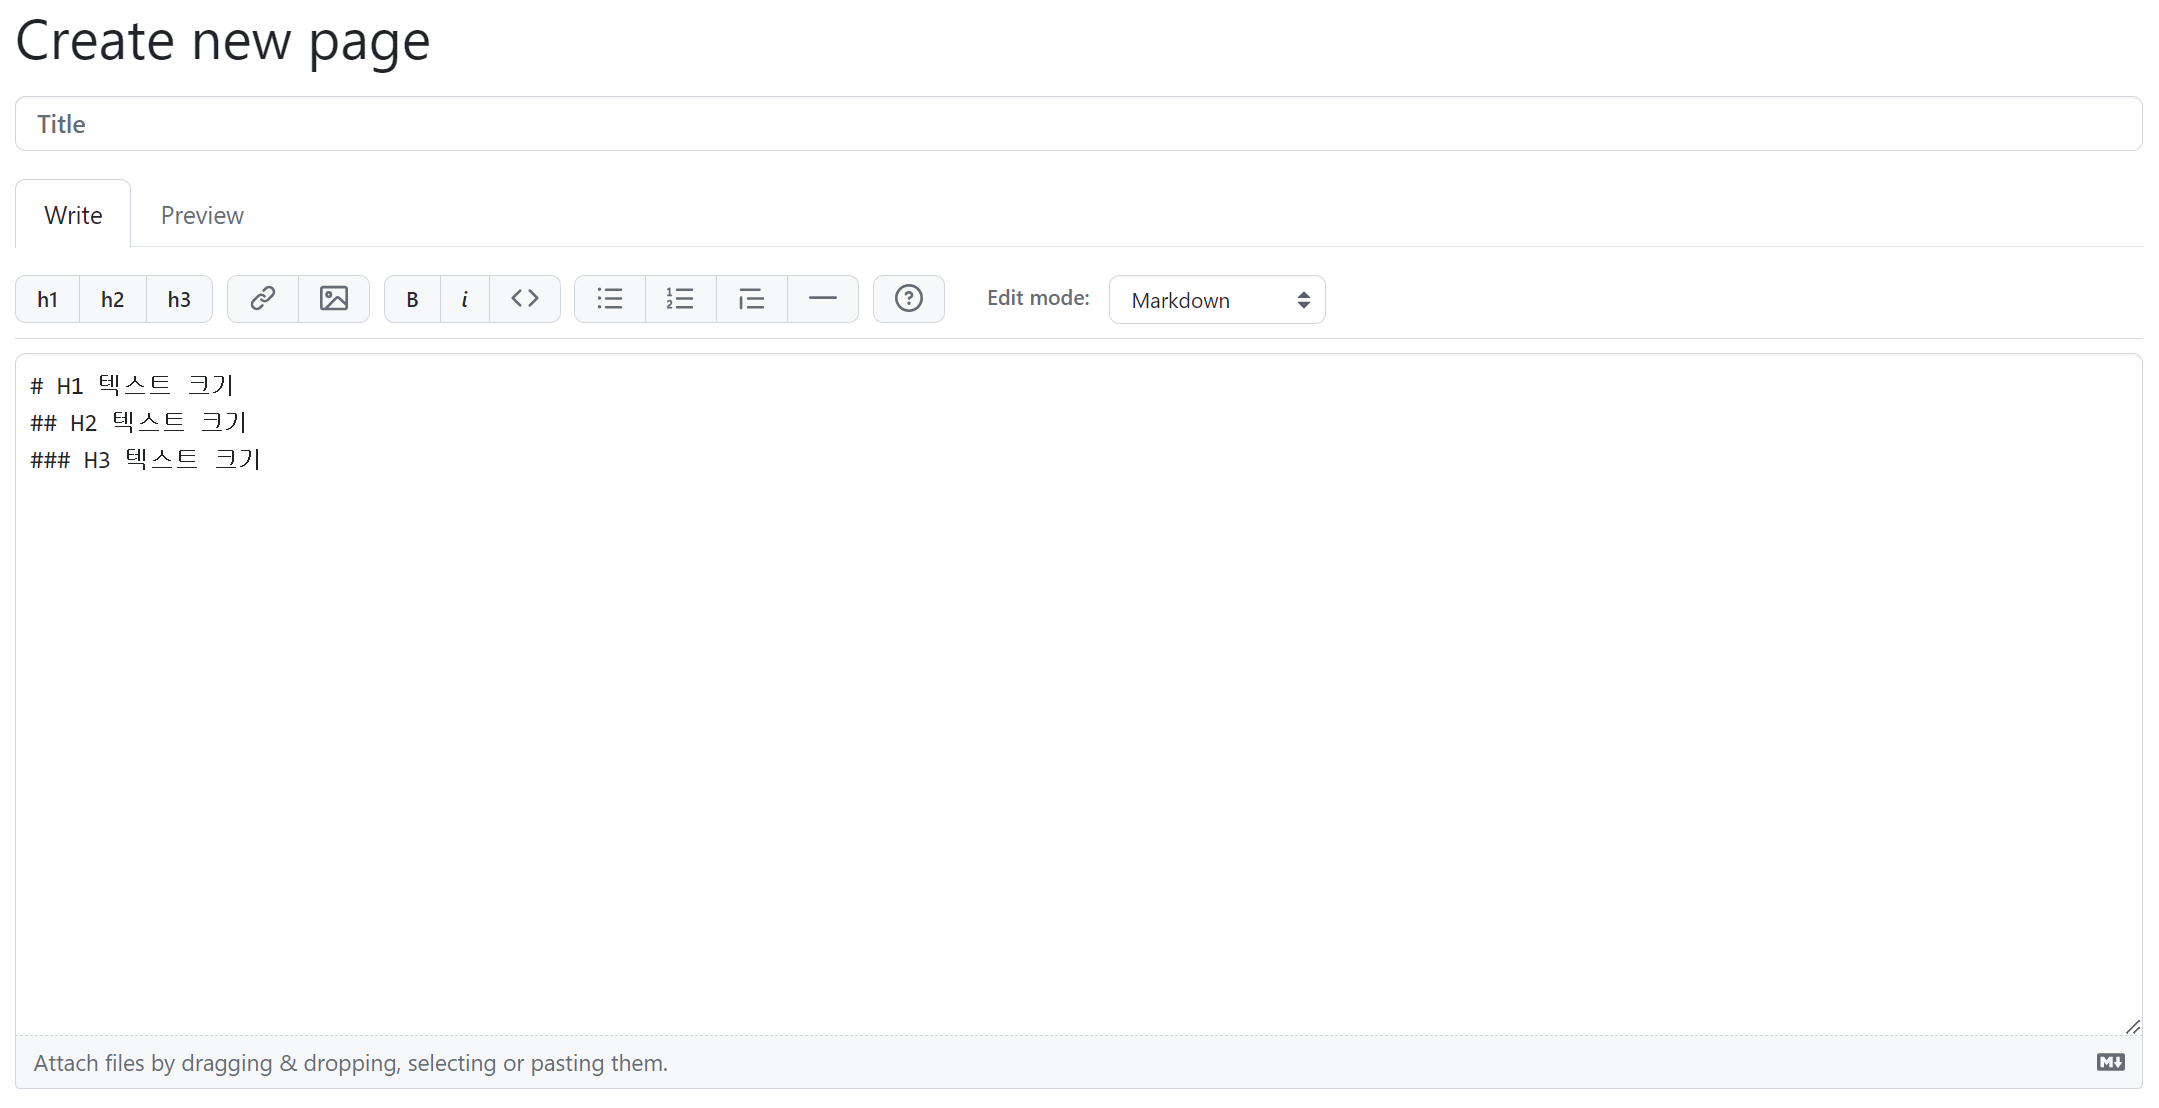 Create new page
Title
Write Preview
h1 h2 h3 B i <> 1 2 ? Edit mode: Markdown
# H1 텍스트 크기
## H2 텍스트 크기
### H3 텍스트 크기
Attach files by dragging & dropping, selecting or pasting them. M